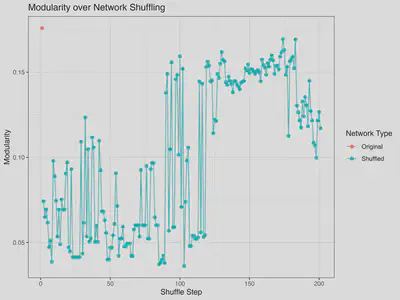 Modularity over Network Shuffling
0.15
0.10
0.05
Modularity
0
50
100
150
200
Shuffle Step
Network Type
Original
Shuffled